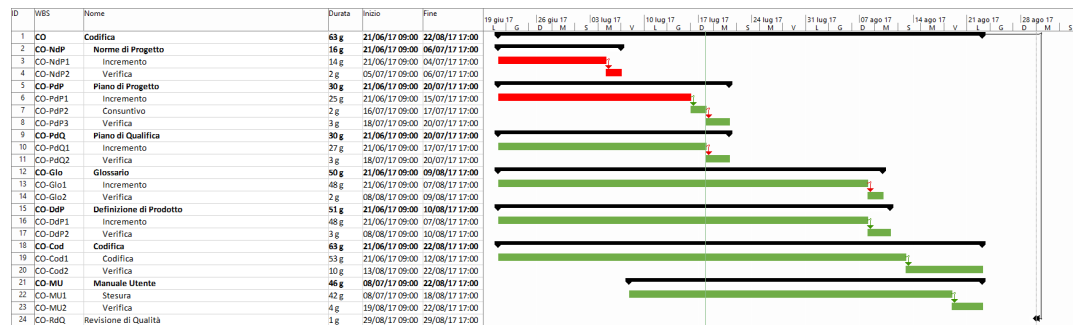 ID WBS Nome Durata Inizio Fine 19 giu 17 26 giu 17 03 lug 17 10 lug 17 17 lug 17 24 lug 17 31 lug 17 07 ago 17 14 ago 17 21 ago 17 28 ago 17
L G D M S V L G D M S V L G D M S V L G D M S
1 CO Codifica 63 g 21/06/17 09:00 22/08/17 17:00
2 CO-NdP Norme di Progetto 16 g 21/06/17 09:00 06/07/17 17:00
3 CO-NdP1 Incremento 14 g 21/06/17 09:00 04/07/17 17:00
4 CO-NdP2 Verifica 2 g 05/07/17 09:00 06/07/17 17:00
5 CO-PdP Piano di Progetto 30 g 21/06/17 09:00 20/07/17 17:00
6 CO-PdP1 Incremento 25 g 21/06/17 09:00 15/07/17 17:00
7 CO-PdP2 Consuntivo 2 g 16/07/17 09:00 17/07/17 17:00
8 CO-PdP3 Verifica 3 g 18/07/17 09:00 20/07/17 17:00
9 CO-PdQ Piano di Qualifica 30 g 21/06/17 09:00 20/07/17 17:00
10 CO-PdQ1 Incremento 27 g 21/06/17 09:00 17/07/17 17:00
11 CO-PdQ2 Verifica 3 g 18/07/17 09:00 20/07/17 17:00
12 CO-Glo Glossario 50 g 21/06/17 09:00 09/08/17 17:00
13 CO-Glo1 Incremento 48 g 21/06/17 09:00 07/08/17 17:00
14 CO-Glo2 Verifica 2 g 08/08/17 09:00 09/08/17 17:00
15 CO-DdP Definizione di Prodotto 51 g 21/06/17 09:00 10/08/17 17:00
16 CO-DdP1 Incremento 48 g 21/06/17 09:00 07/08/17 17:00
17 CO-DdP2 Verifica 3 g 08/08/17 09:00 10/08/17 17:00
18 CO-Cod Codifica 63 g 21/06/17 09:00 22/08/17 17:00
19 CO-Cod1 Codifica 53 g 21/06/17 09:00 12/08/17 17:00
20 CO-Cod2 Verifica 10 g 13/08/17 09:00 22/08/17 17:00
21 CO-MU Manuale Utente 46 g 08/07/17 09:00 22/08/17 17:00
22 CO-MU1 Stesura 42 g 08/07/17 09:00 18/08/17 17:00
23 CO-MU2 Verifica 4 g 19/08/17 09:00 22/08/17 17:00
24 CO-RdQ Revisione di Qualità 1 g 29/08/17 09:00 29/08/17 17:00